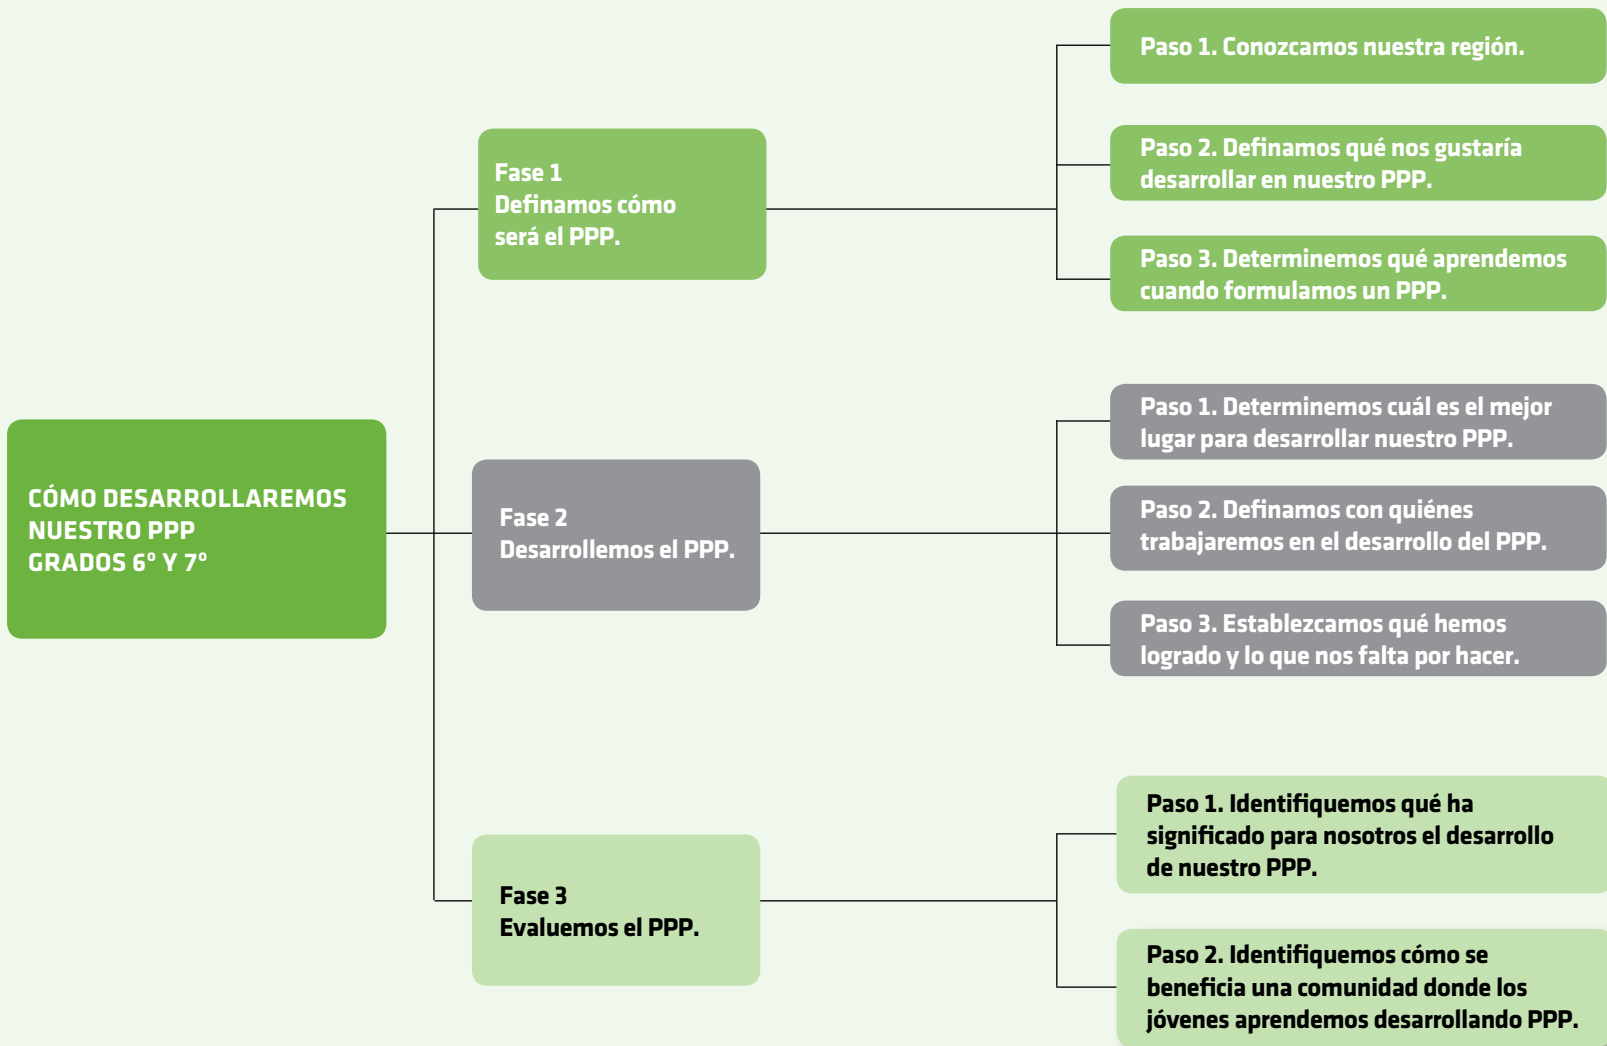 CÓMO DESARROLLAREMOS
NUESTRO PPP
GRADOS 6º Y 7º
Fase 1
Definamos cómo
será el PPP.
Paso 1. Conozcamos nuestra región.
Paso 2. Definamos qué nos gustaría
desarrollar en nuestro PPP.
Paso 3. Determinemos qué aprendemos
cuando formulamos un PPP.
Fase 2
Desarrollemos el PPP.
Paso 1. Determinemos cuál es el mejor
lugar para desarrollar nuestro PPP.
Paso 2. Definamos con quiénes
trabajaremos en el desarrollo del PPP.
Paso 3. Establezcamos qué hemos
logrado y lo que nos falta por hacer.
Fase 3
Evaluemos el PPP.
Paso 1. Identifiquemos qué ha
significado para nosotros el desarrollo
de nuestro PPP.
Paso 2. Identifiquemos cómo se
beneficia una comunidad donde los
jóvenes aprendemos desarrollando PPP.